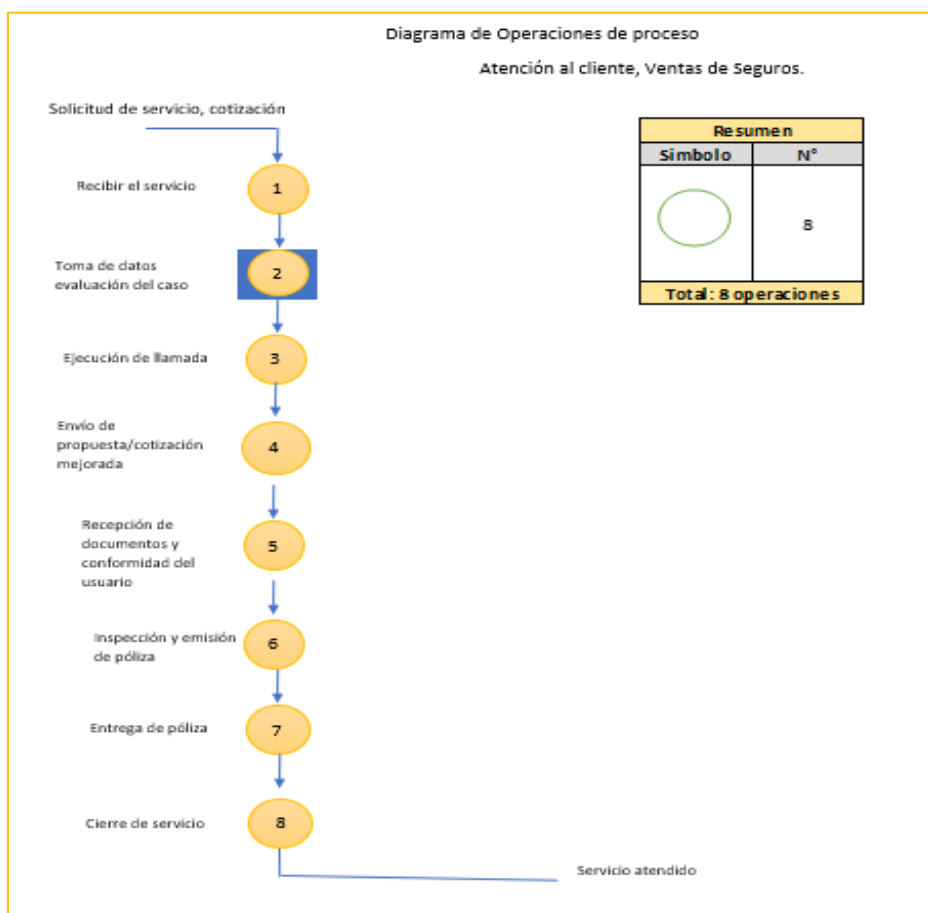 Diagrama de Operaciones de proceso
Atención al cliente, Ventas de Seguros.
Solicitud de servicio, cotización
Resumen
Simbolo N°
8
Total: 8 operaciones
Recibir el servicio
1
Toma de datos
evaluación del caso
2
Ejecución de llamada
3
Envío de
propuesta/cotización
mejorada
4
Recepción de
documentos y
conformidad del
usuario
5
Inspección y emisión
de póliza
6
Entrega de póliza
7
Cierre de servicio
8
Servicio atendido